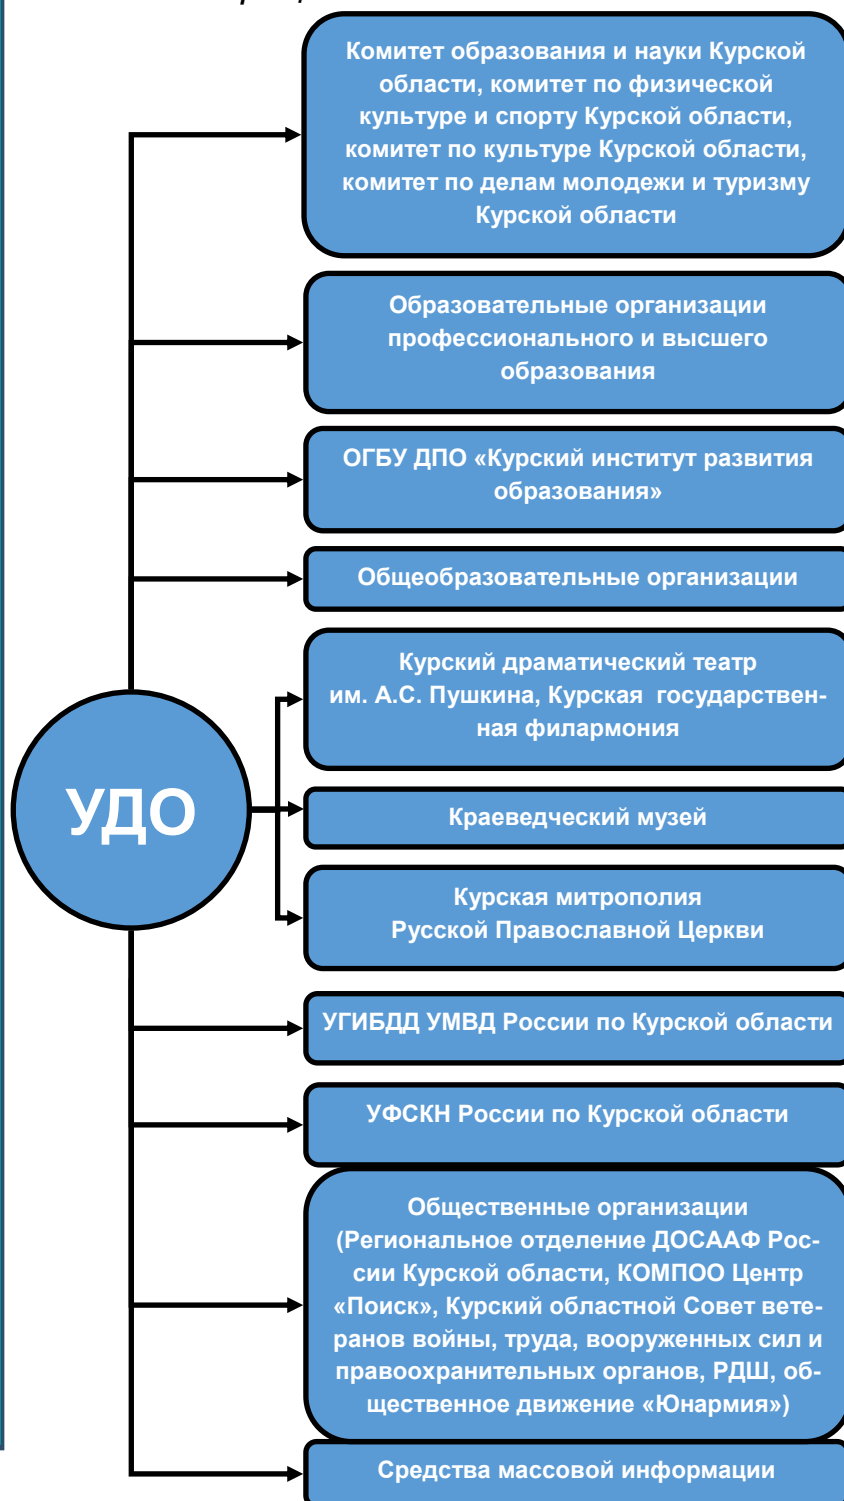 Комитет образования и науки Курской
области, комитет по физической
культуре и спорту Курской области,
комитет по культуре Курской области,
комитет по делам молодежи и туризму
Курской области
Образовательные организации
профессионального и высшего
образования
ОГБУ ДПО «Курский институт развития
образования»
Общеобразовательные организации
Курский драматический театр
им. А.С. Пушкина, Курская государствен-
ная филармония
УДО
Краеведческий музей
Курская митрополия
Русской Православной Церкви
УГИБДД УМВД России по Курской области
УФСКН России по Курской области
Общественные организации
(Региональное отделение ДОСААФ Рос-
сии Курской области, КОМПОО Центр
«Поиск», Курский областной Совет вете-
ранов войны, труда, вооруженных сил и
правоохранительных органов, РДШ, об-
щественное движение «Юнармия»)
Средства массовой информации